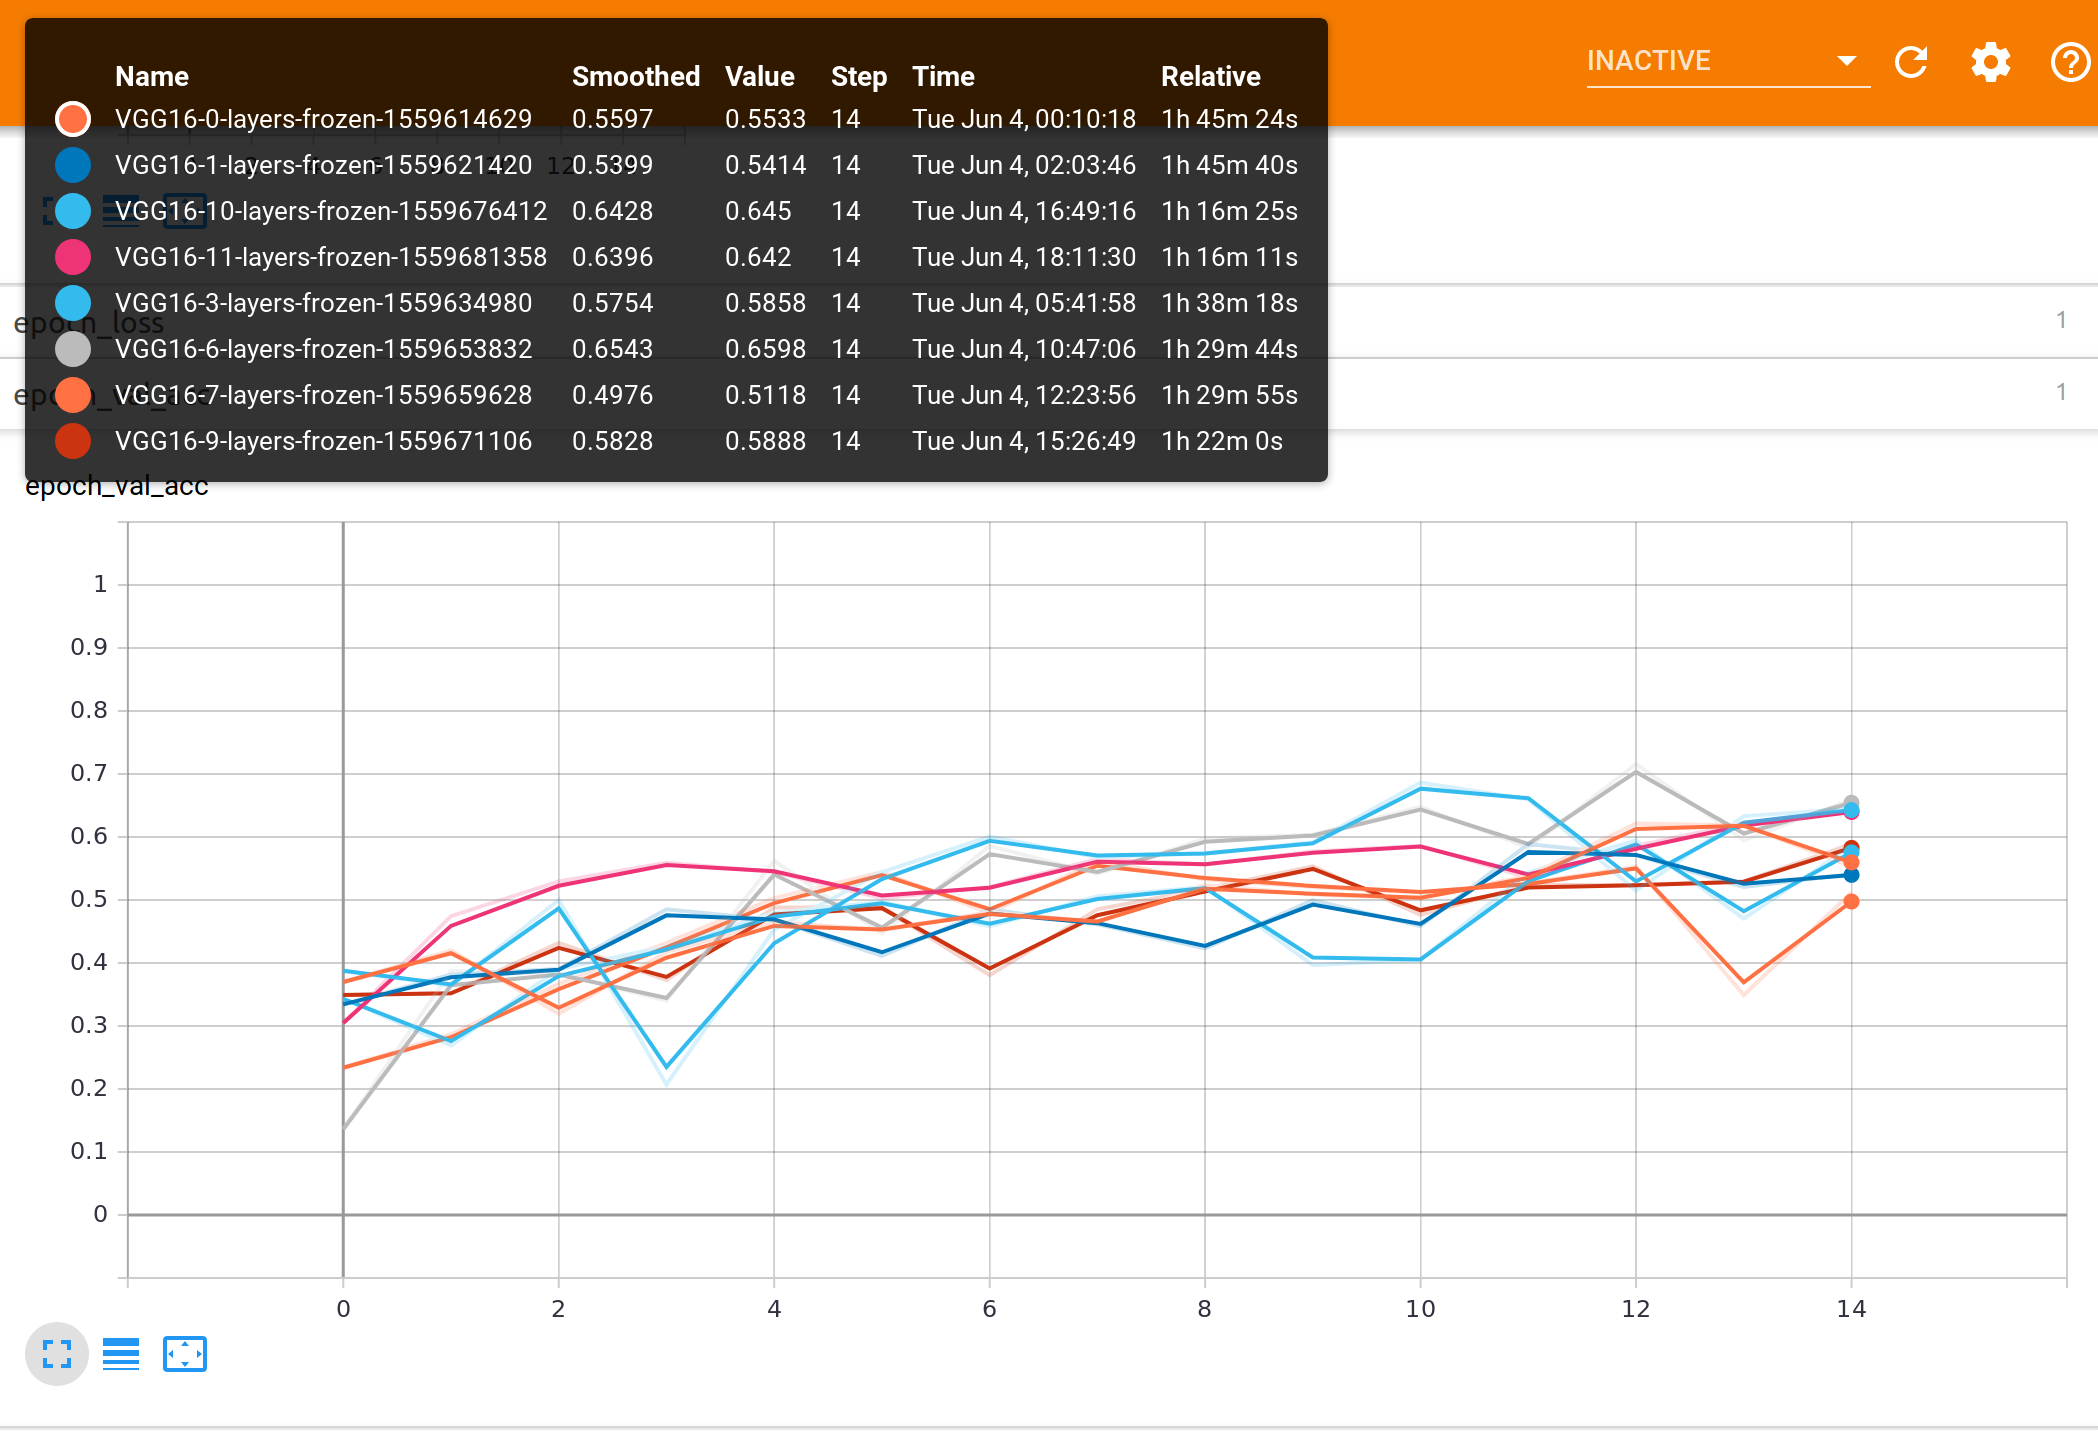 INACTIVE
Name Smoothed Value Step Time Relative
VGG16-0-layers-frozen-1559614629 0.5597 0.5533 14 Tue Jun 4, 00:10:18 1h 45m 24s
VGG16-1-layers-frozen-1559621420 0.5399 0.5414 14 Tue Jun 4, 02:03:46 1h 45m 40s
VGG16-10-layers-frozen-1559676412 0.6428 0.645 14 Tue Jun 4, 16:49:16 1h 16m 25s
VGG16-11-layers-frozen-1559681358 0.6396 0.642 14 Tue Jun 4, 18:11:30 1h 16m 11s
VGG16-3-layers-frozen-1559634980 0.5754 0.5858 14 Tue Jun 4, 05:41:58 1h 38m 18s
epoch_loss 1
VGG16-6-layers-frozen-1559653832 0.6543 0.6598 14 Tue Jun 4, 10:47:06 1h 29m 44s
VGG16-7-layers-frozen-1559659628 0.4976 0.5118 14 Tue Jun 4, 12:23:56 1h 29m 55s
1
VGG16-9-layers-frozen-1559671106 0.5828 0.5888 14 Tue Jun 4, 15:26:49 1h 22m 0s
epoch_val_acc
1
0.9
0.8
0.7
0.6
0.5
0.4
0.3
0.2
0.1
0
0 2 4 6 8 10 12 14